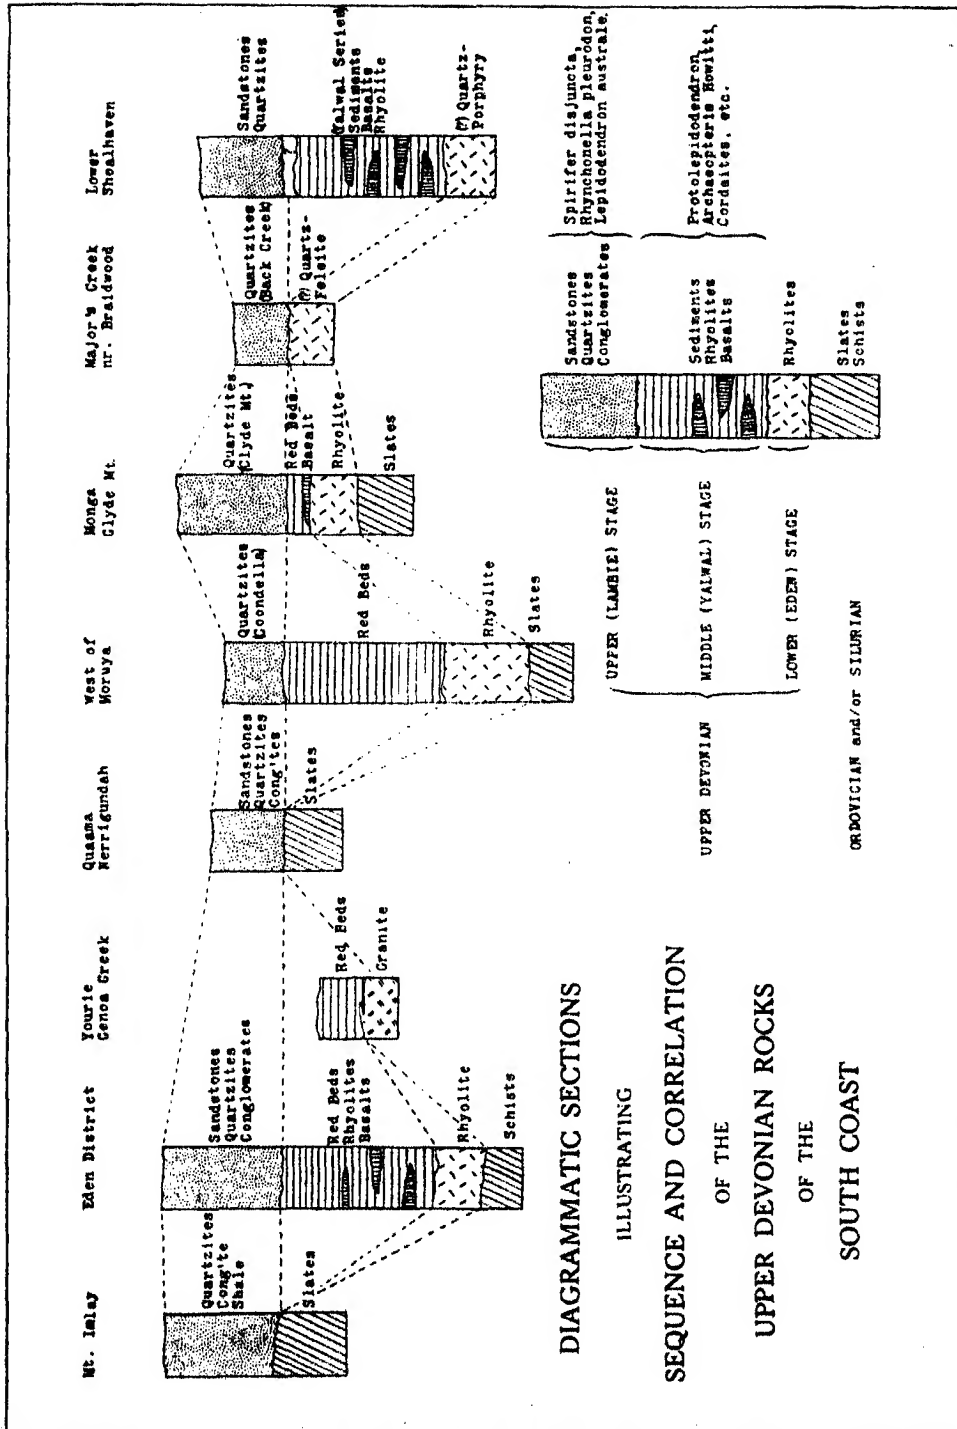 Mt. Imlay
Quartzites
Cong'te
Shale
Slates
Eden District
Sandstones
Quartzites
Conglomerates
Red Beds
Rhyolites
Basalts
Rhyolite
Schists
Yourie
Genoa Creek
Red Beds
Granite
Quaama
Nerrigundah
Sandstones
Quartzites
Cong'tes
Slates
West of
Moruya
Quartzites
(Coondella)
Red Beds
Rhyolite
Slates
Monga
Clyde Mt.
Quartzites
(Clyde Mt.)
Red Beds
Basalt
Rhyolite
Slates
Major's Creek
nr. Braidwood
Quartzites
(Back Creek)
(?) Quartz-
Felsite
Lower
Shoalhaven
Sandstones
Quartzites
(Yalwal Series)
Sediments
Basalts
Rhyolite
(?) Quartz-
Porphyry
DIAGRAMMATIC SECTIONS
ILLUSTRATING
SEQUENCE AND CORRELATION
OF THE
UPPER DEVONIAN ROCKS
OF THE
SOUTH COAST
UPPER DEVONIAN
UPPER (LAMBIE) STAGE
MIDDLE (YALWAL) STAGE
LOWER (EDEN) STAGE
ORDOVICIAN and/or SILURIAN
Sandstones
Quartzites
Conglomerates
Sediments
Rhyolites
Basalts
Rhyolites
Slates
Schists
Spirifer disjuncta,
Rhynchonella pleurodon,
Lepidodendron australe.
Protolepidodendron,
Archaeopteris Howitti,
Cordaites, etc.